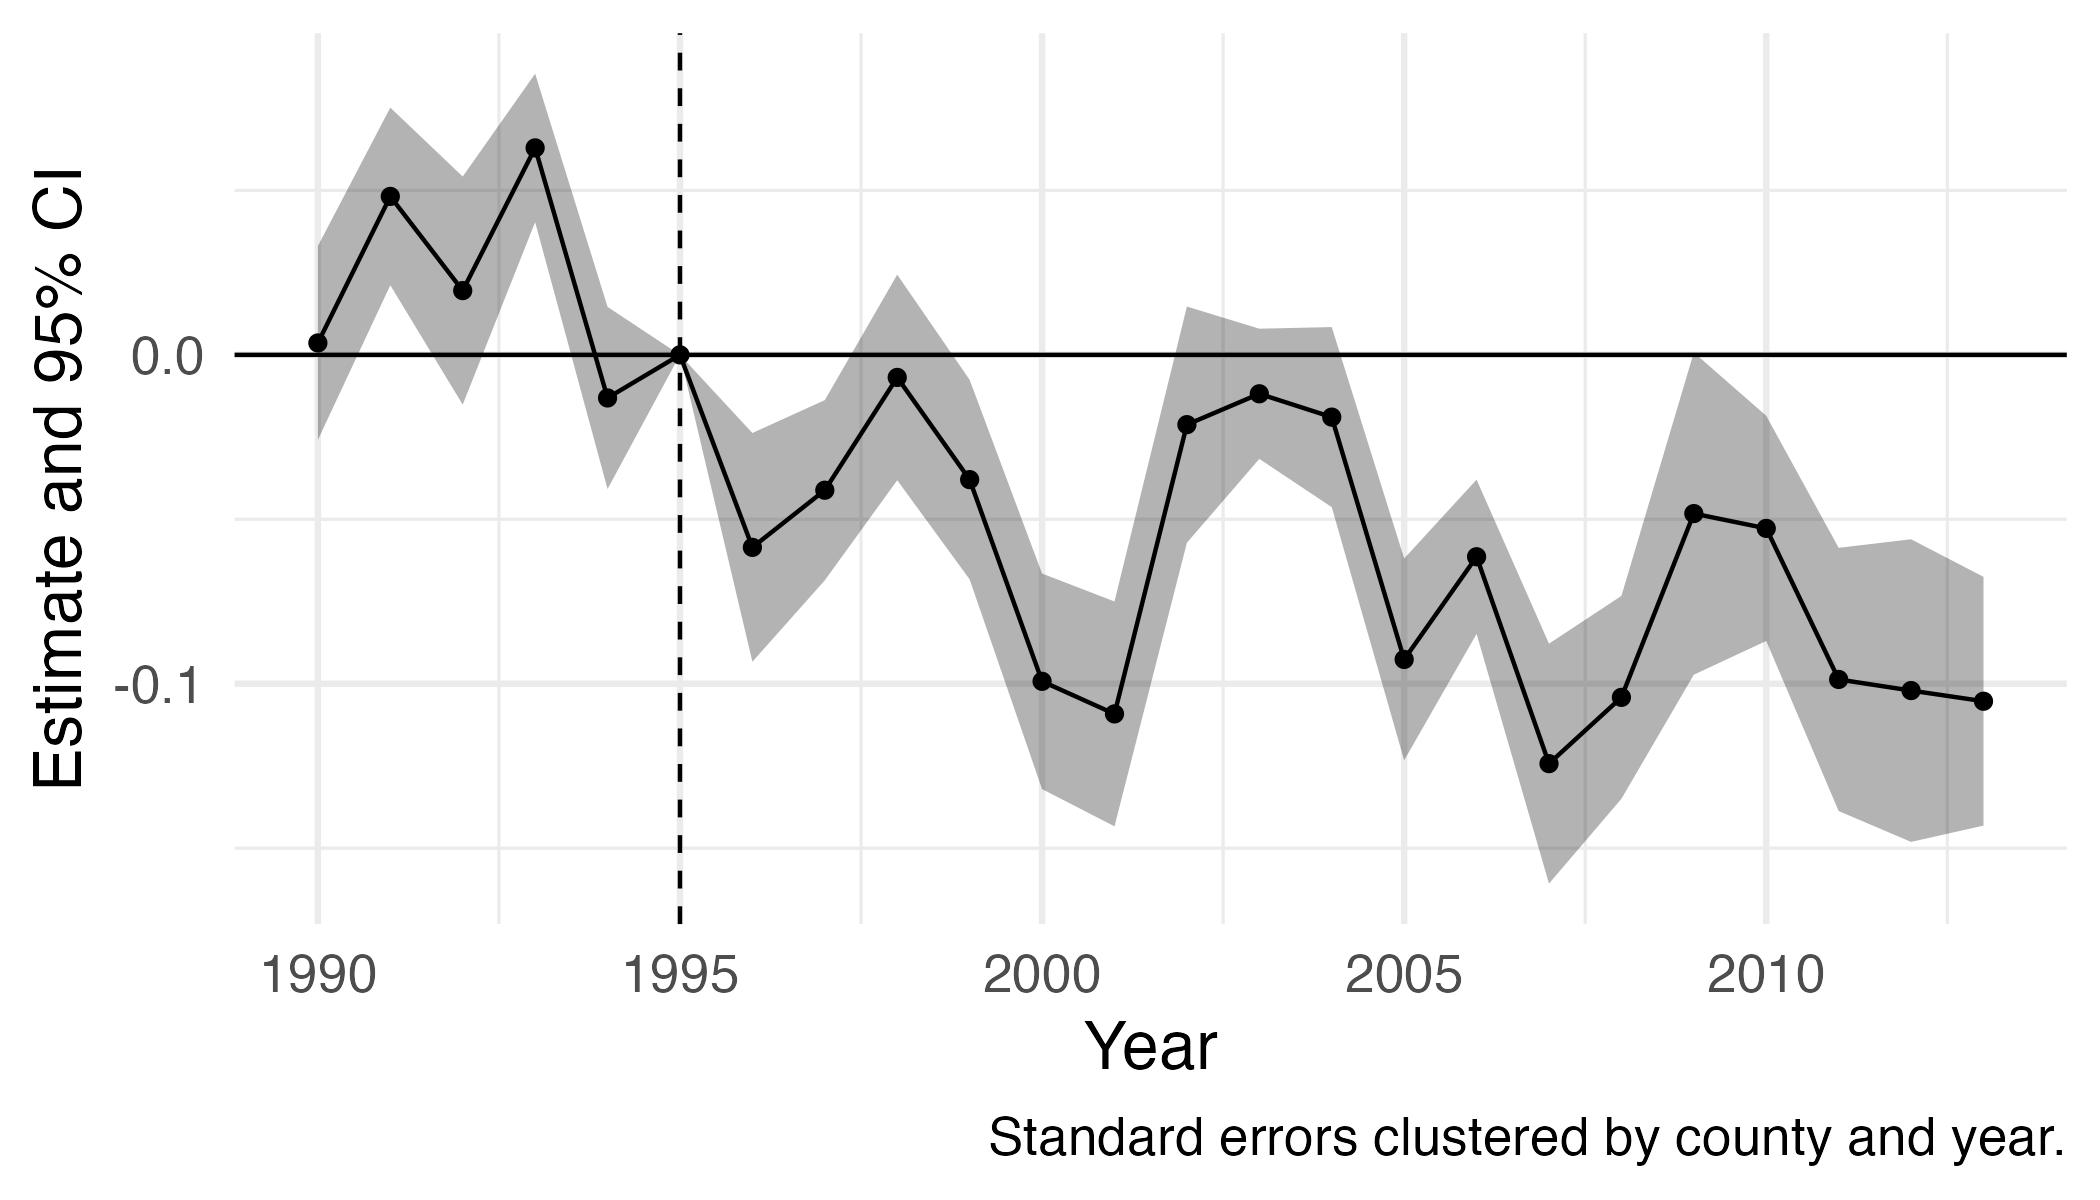 Estimate and 95% CI
0.0
-0.1
1990 1995 2000 2005 2010
Year
Standard errors clustered by county and year.